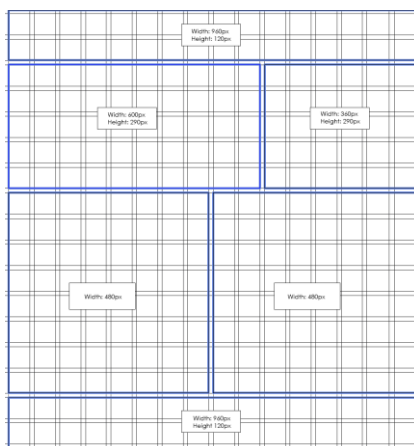 Width: 960px
Height: 120px
Width: 600px
Height: 290px
Width: 360px
Height: 290px
Width: 480px
Width: 480px
Width: 960px
Height 120px